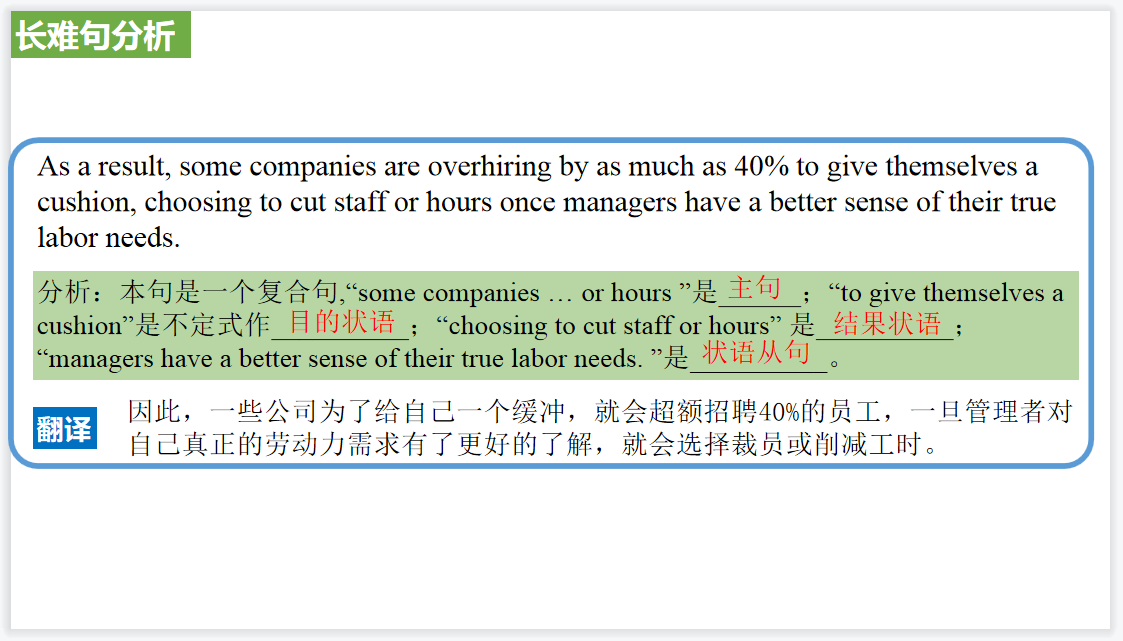 长难句分析
As a result, some companies are overhiring by as much as 40% to give themselves a
cushion, choosing to cut staff or hours once managers have a better sense of their true
labor needs.
分析：本句是一个复合句,“some companies … or hours ”是 主句 ；“to give themselves a
cushion”是不定式作 目的状语 ；“choosing to cut staff or hours” 是 结果状语 ；
“managers have a better sense of their true labor needs. ”是 状语从句 。
翻译
因此，一些公司为了给自己一个缓冲，就会超额招聘40%的员工，一旦管理者对
自己真正的劳动力需求有了更好的了解，就会选择裁员或削减工时。